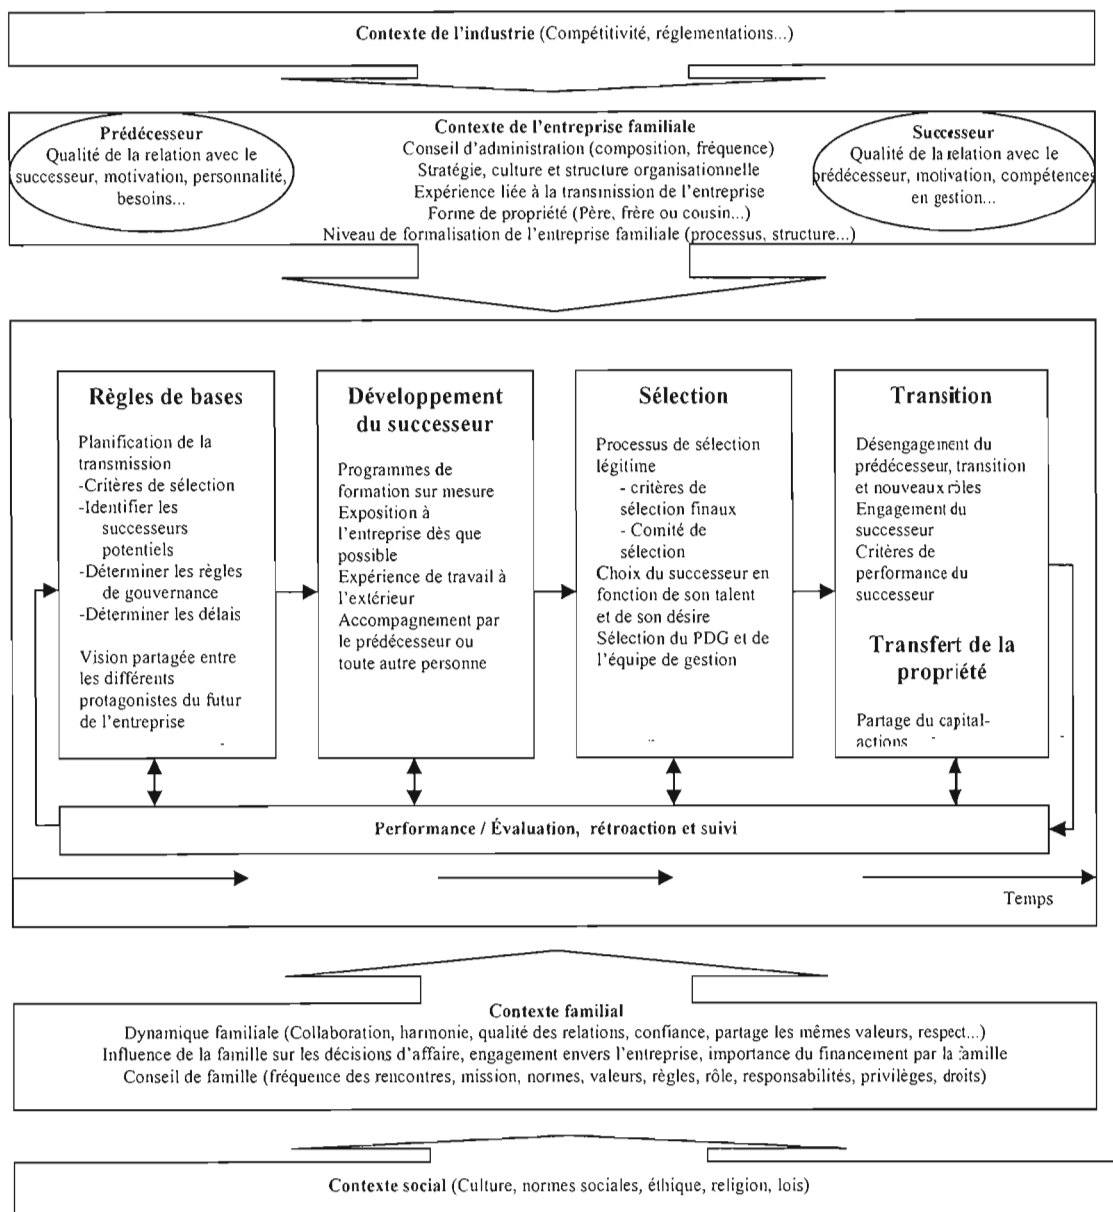 Contexte de l'industrie (Compétitivité, réglementations...)
Prédécesseur
Qualité de la relation avec le
successeur, motivation, personnalité,
besoins...
Contexte de l'entreprise familiale
Conseil d'administration (composition, fréquence)
Stratégie, culture et structure organisationnelle
Expérience liée à la transmission de l'entreprise
Forme de propriété (Père, frère ou cousin...)
Niveau de formalisation de l'entreprise familiale (processus, structure...)
Successeur
Qualité de la relation avec le
prédécesseur, motivation, compétences
en gestion...
Règles de bases
Planification de la
transmission
-Critères de sélection
-Identifier les
successeurs
potentiels
-Déterminer les règles
de gouvernance
-Déterminer les délais
Vision partagée entre
les différents
protagonistes du futur
de l'entreprise
Développement
du successeur
Programmes de
formation sur mesure
Exposition à
l'entreprise dès que
possible
Expérience de travail à
l'extérieur
Accompagnement par
le prédécesseur ou
toute autre personne
Sélection
Processus de sélection
légitime
- critères de
sélection finaux
- Comité de
sélection
Choix du successeur en
fonction de son talent
et de son désire
Sélection du PDG et de
l'équipe de gestion
Transition
Désengagement du
prédécesseur, transition
et nouveaux rôles
Engagement du
successeur
Critères de
performance du
successeur
Transfert de la
propriété
Partage du capital-
actions
Performance / Évaluation, rétroaction et suivi
Temps
Contexte familial
Dynamique familiale (Collaboration, harmonie, qualité des relations, confiance, partage les mêmes valeurs, respect...)
Influence de la famille sur les décisions d'affaire, engagement envers l'entreprise, importance du financement par la famille
Conseil de famille (fréquence des rencontres, mission, normes, valeurs, règles, rôle, responsabilités, privilèges, droits)
Contexte social (Culture, normes sociales, éthique, religion, lois)